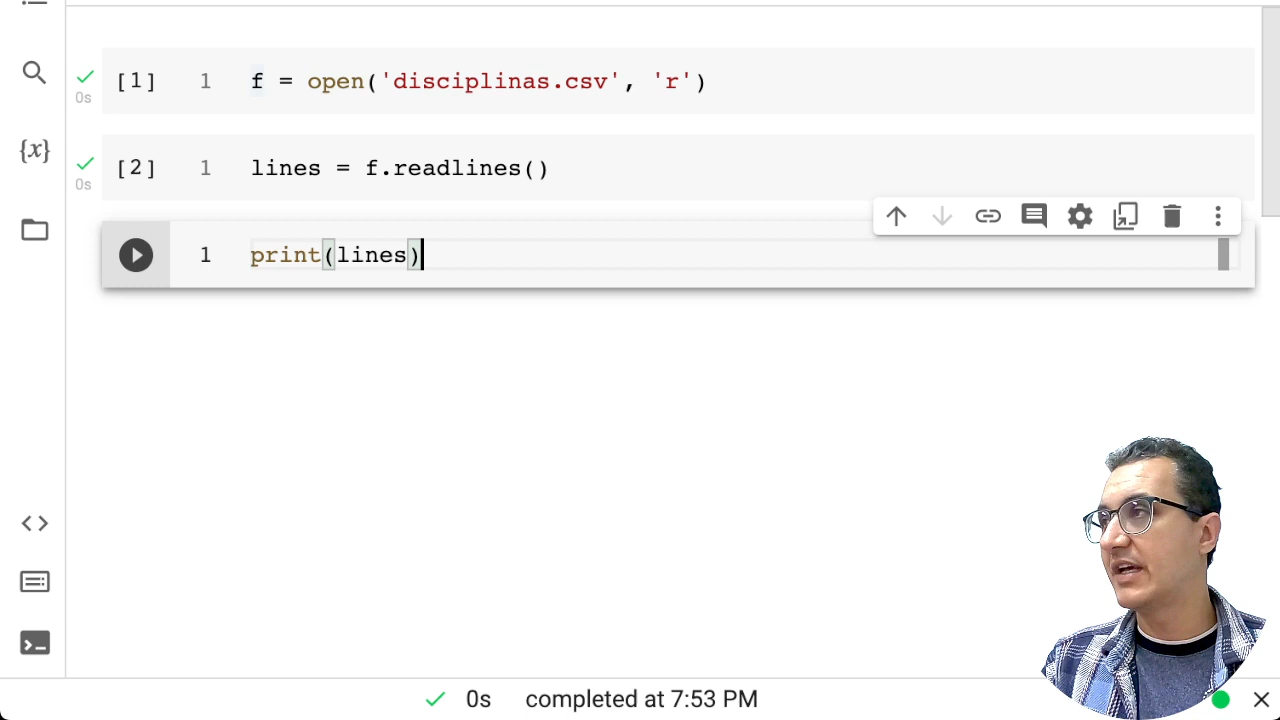 [1] 1 f = open('disciplinas.csv', 'r')
0s
{x}
[2] 1 lines = f.readlines()
0s
1 print(lines)
0s completed at 7:53 PM